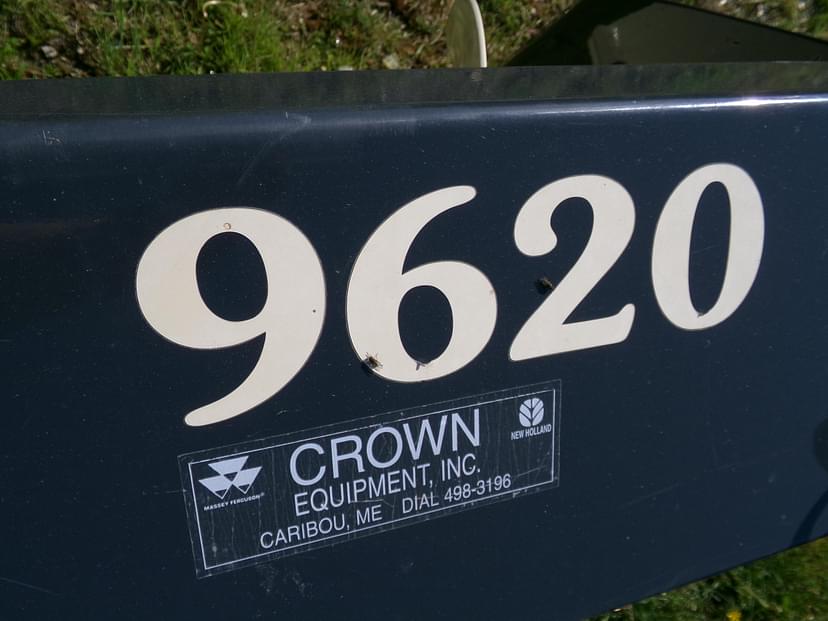 9620
CROWN
EQUIPMENT, INC.
CARIBOU, ME DIAL 498-3196
MASSEY FERGUSON
NEW HOLLAND